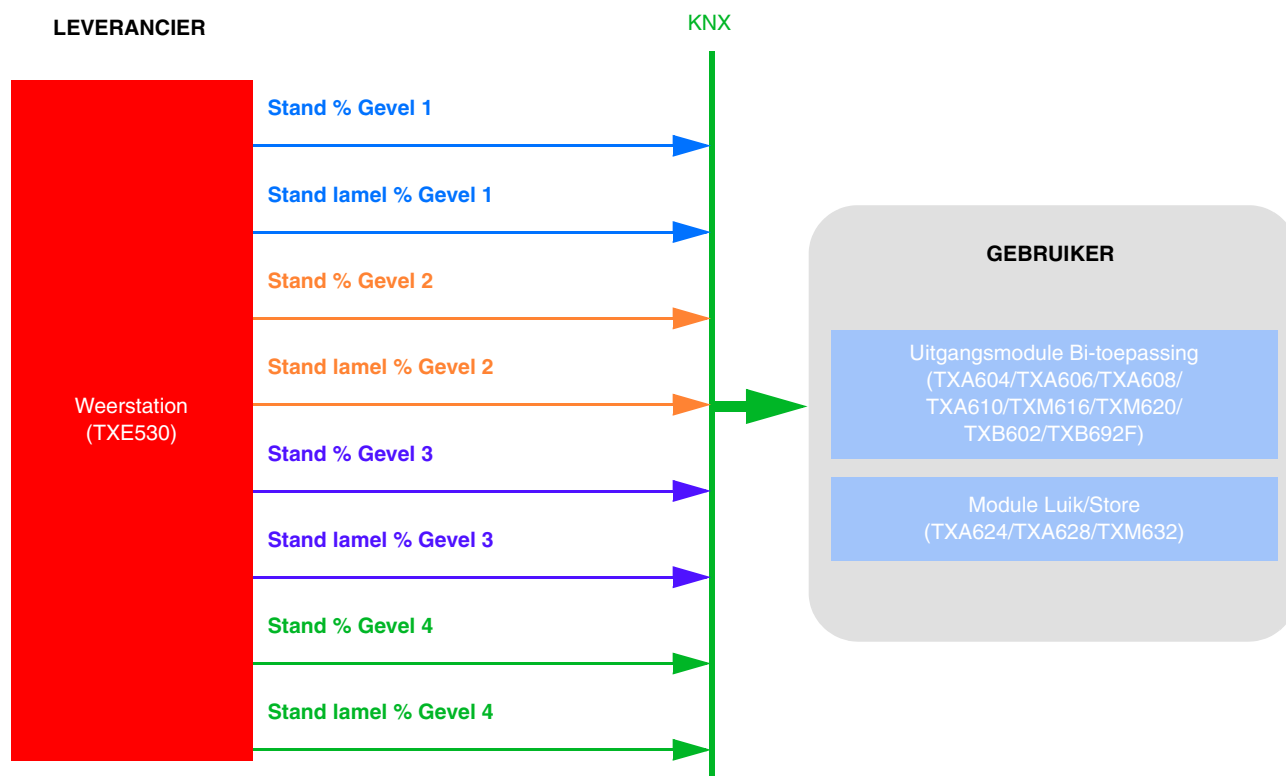 LEVERANCIER
KNX
Stand % Gevel 1
Stand lamel % Gevel 1
Stand % Gevel 2
Stand lamel % Gevel 2
Weerstation
(TXE530)
Stand % Gevel 3
Stand lamel % Gevel 3
Stand % Gevel 4
Stand lamel % Gevel 4
GEBRUIKER
Uitgangsmodule Bi-toepassing
(TXA604/TXA606/TXA608/
TXA610/TXM616/TXM620/
TXB602/TXB692F)
Module Luik/Store
(TXA624/TXA628/TXM632)